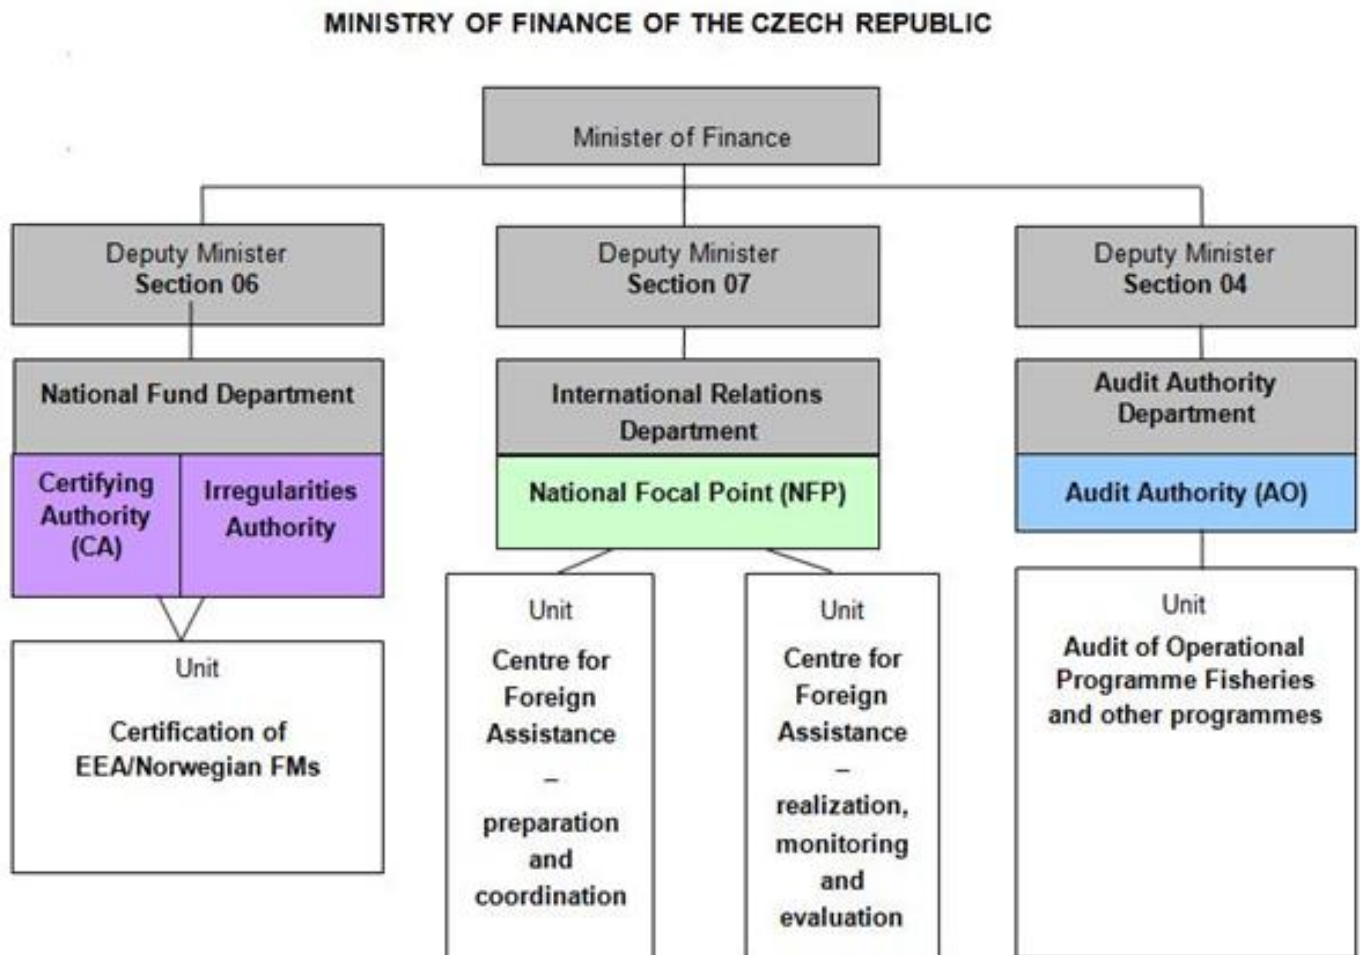 MINISTRY OF FINANCE OF THE CZECH REPUBLIC
Minister of Finance
Deputy Minister
Section 06
Deputy Minister
Section 07
Deputy Minister
Section 04
National Fund Department
International Relations
Department
Audit Authority
Department
Certifying
Authority
(CA)
Irregularities
Authority
National Focal Point (NFP)
Audit Authority (AO)
Unit
Certification of
EEA/Norwegian FMs
Unit
Centre for
Foreign
Assistance
–
preparation
and
coordination
Unit
Centre for
Foreign
Assistance
–
realization,
monitoring
and
evaluation
Unit
Audit of Operational
Programme Fisheries
and other programmes